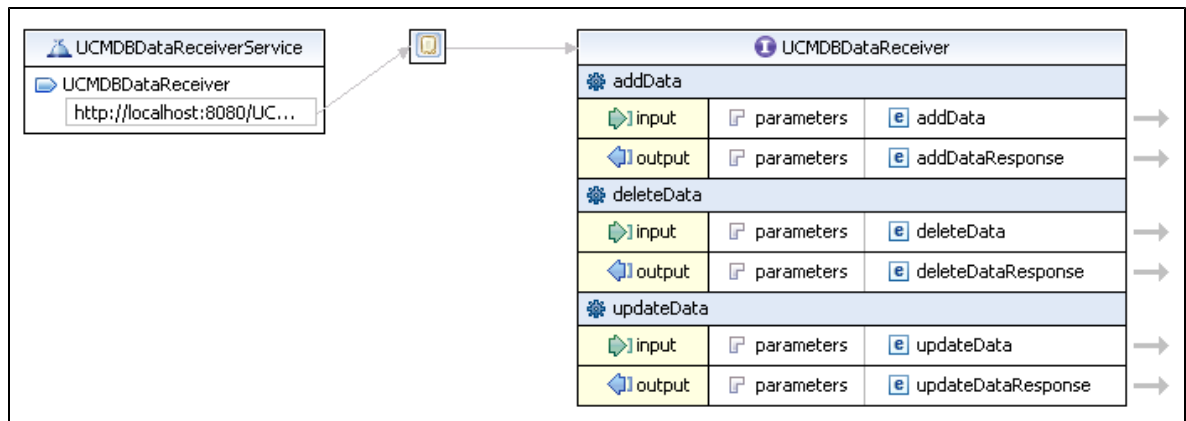 UCMDBDataReceiverService
UCMDBDataReceiver
http://localhost:8080/UC...
UCMDBDataReceiver
addData
input parameters e addData
output parameters e addDataResponse
deleteData
input parameters e deleteData
output parameters e deleteDataResponse
updateData
input parameters e updateData
output parameters e updateDataResponse